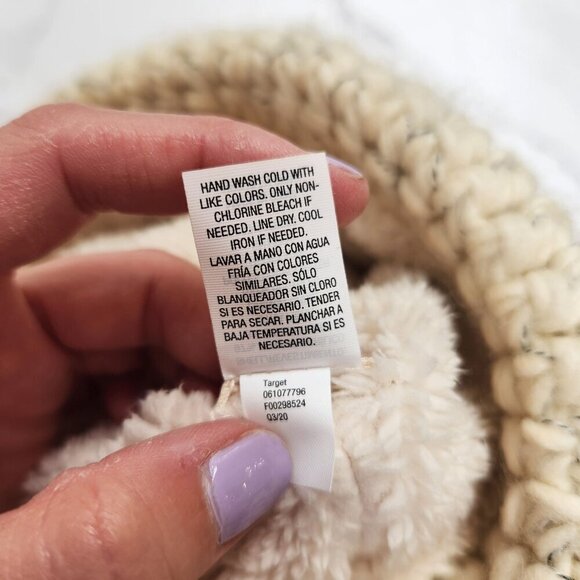 HAND WASH COLD WITH
LIKE COLORS. ONLY NON-
CHLORINE BLEACH IF
NEEDED. LINE DRY. COOL
IRON IF NEEDED.
LAVAR A MANO CON AGUA
FRÍA CON COLORES
SIMILARES. SÓLO
BLANQUEADOR SIN CLORO
SI ES NECESARIO. TENDER
PARA SECAR. PLANCHAR A
BAJA TEMPERATURA SI ES
NECESARIO.
Target
061077796
F00298524
Q3/20